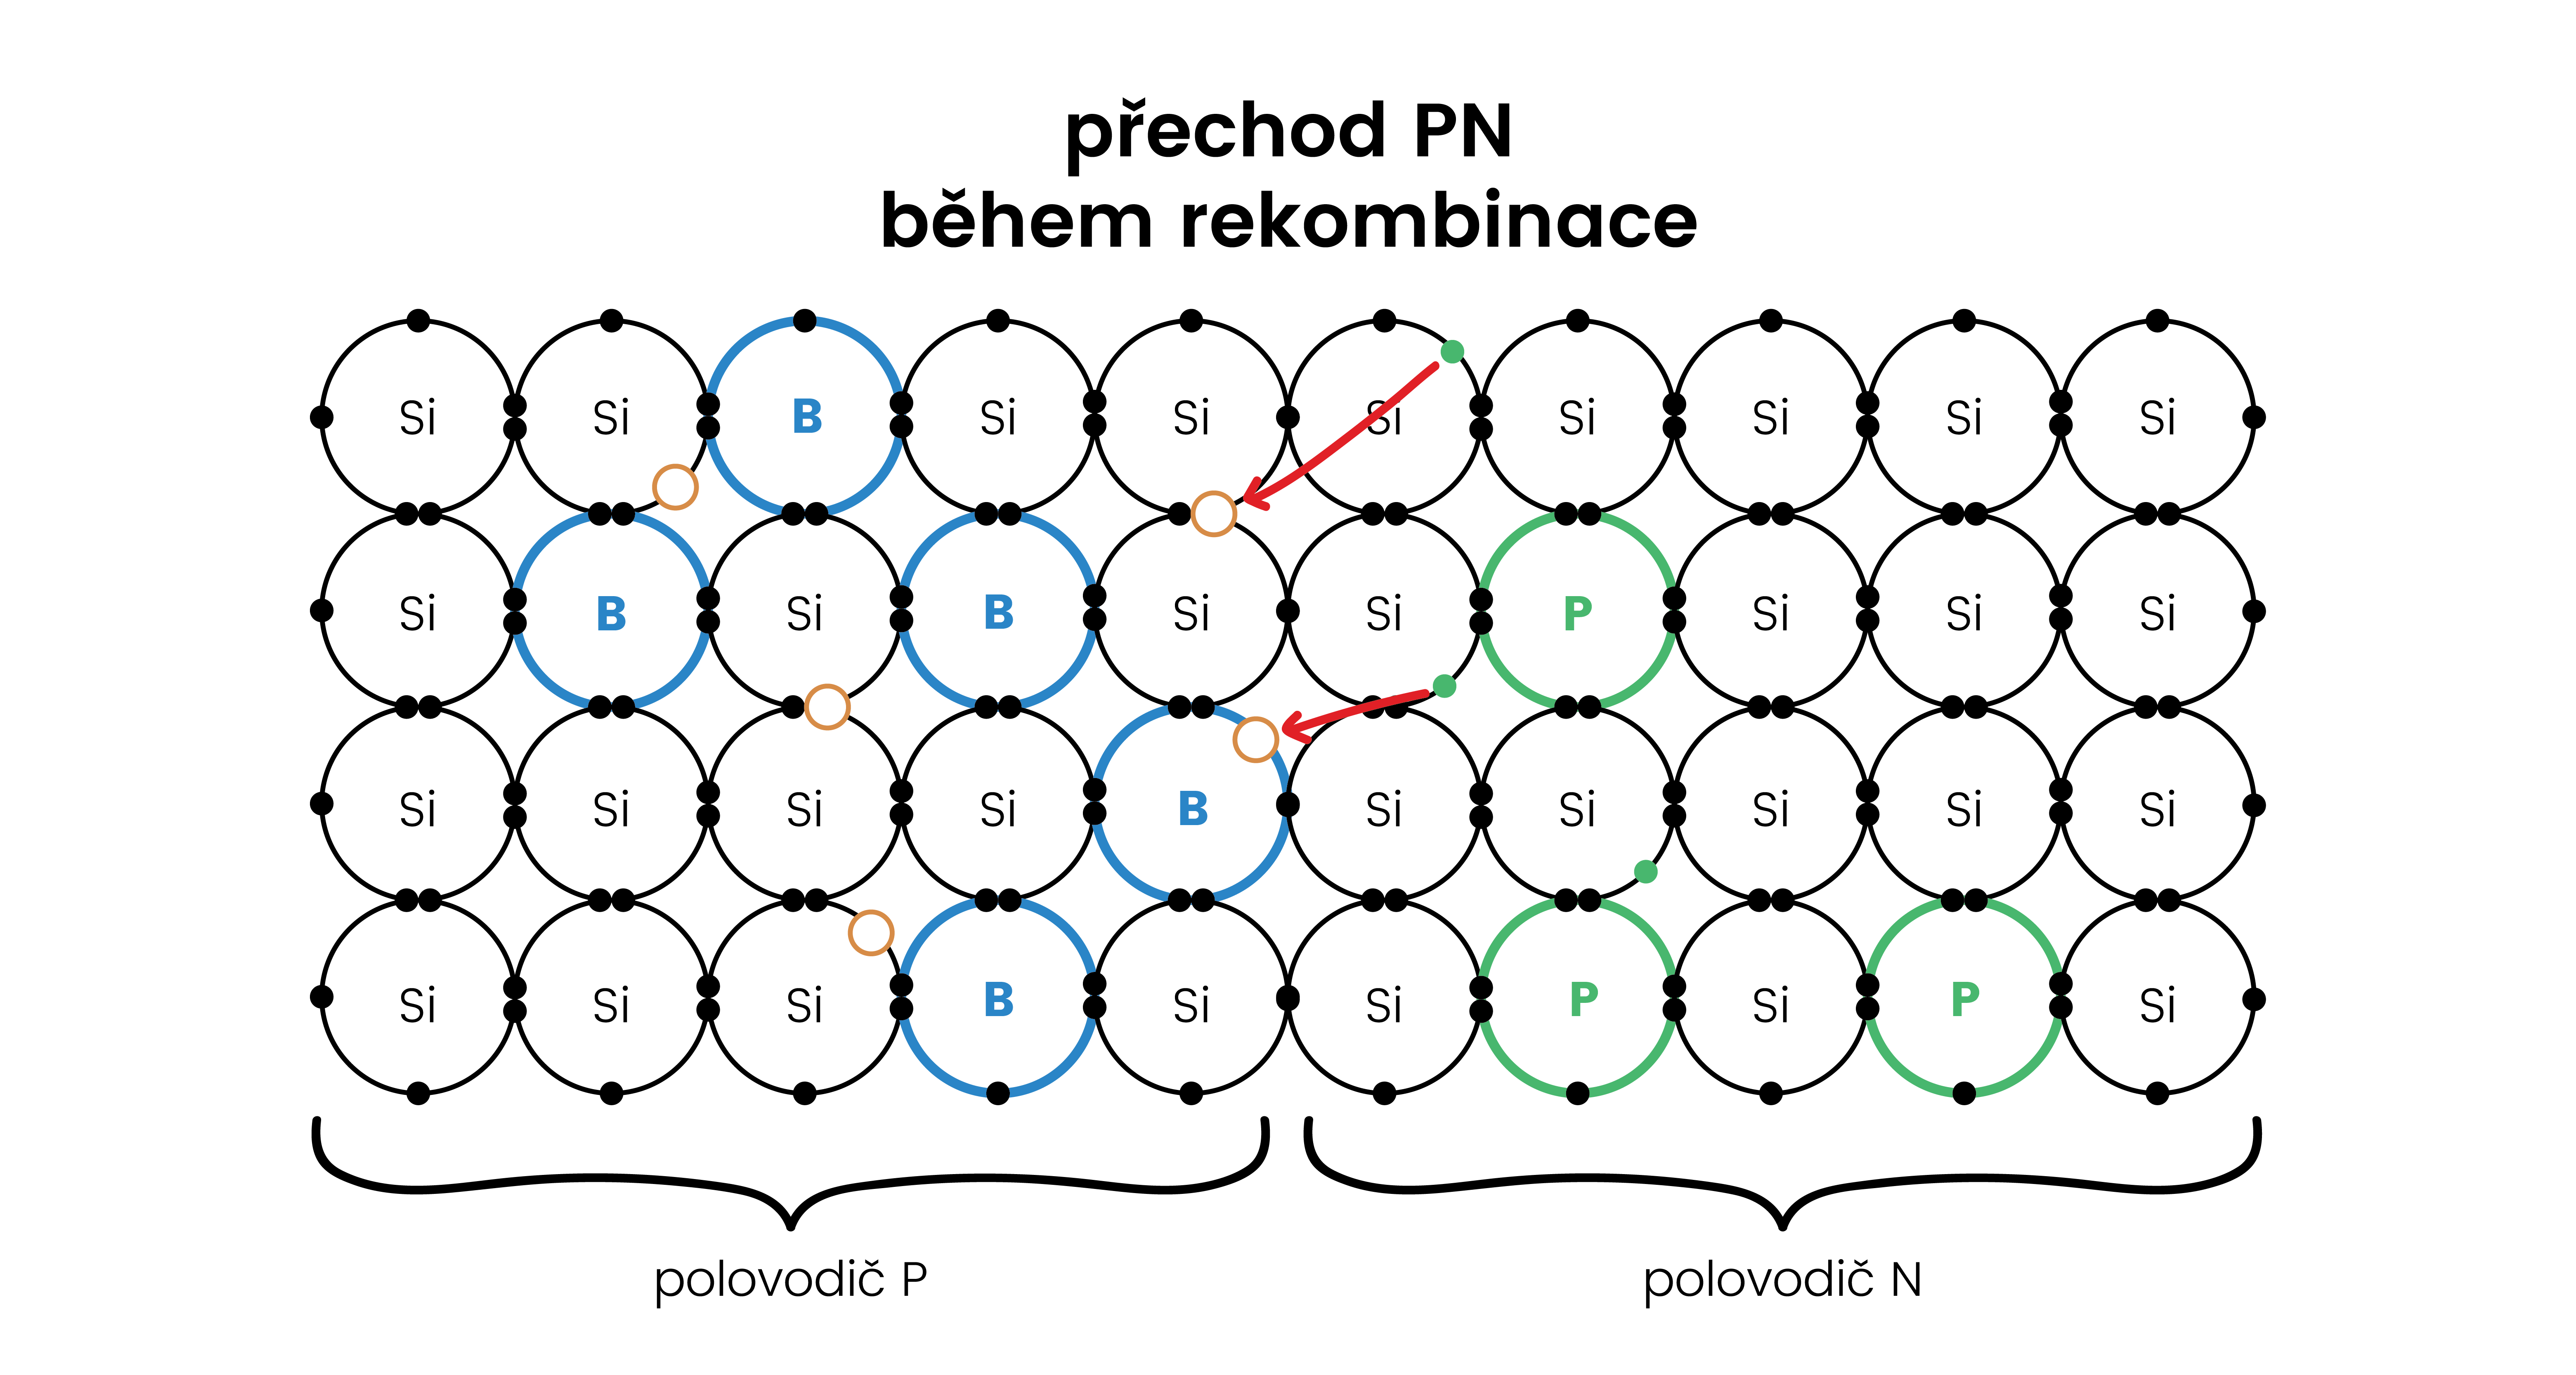 přechod PN
během rekombinace
Si Si B Si Si Si Si Si Si Si
Si B Si B Si Si P Si Si Si
Si Si Si Si B Si Si Si Si Si
Si Si Si B Si Si P Si P Si
polovodič P polovodič N